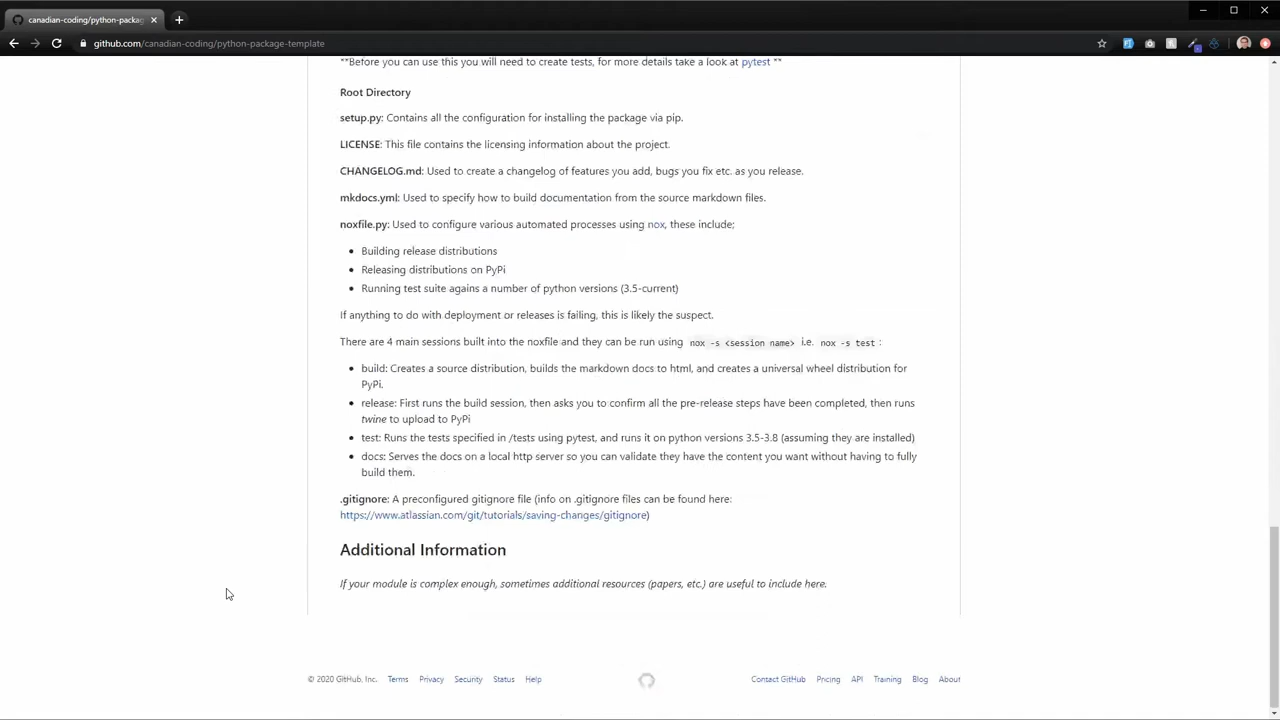 canadian-coding/python-packag
github.com/canadian-coding/python-package-template
**Before you can use this you will need to create tests, for more details take a look at pytest **
Root Directory
setup.py: Contains all the configuration for installing the package via pip.
LICENSE: This file contains the licensing information about the project.
CHANGELOG.md: Used to create a changelog of features you add, bugs you fix etc. as you release.
mkdocs.yml: Used to specify how to build documentation from the source markdown files.
noxfile.py: Used to configure various automated processes using nox, these include;
• Building release distributions
• Releasing distributions on PyPi
• Running test suite agains a number of python versions (3.5-current)
If anything to do with deployment or releases is failing, this is likely the suspect.
There are 4 main sessions built into the noxfile and they can be run using nox -s <session name> i.e. nox -s test :
• build: Creates a source distribution, builds the markdown docs to html, and creates a universal wheel distribution for
PyPi.
• release: First runs the build session, then asks you to confirm all the pre-release steps have been completed, then runs
twine to upload to PyPi
• test: Runs the tests specified in /tests using pytest, and runs it on python versions 3.5-3.8 (assuming they are installed)
• docs: Serves the docs on a local http server so you can validate they have the content you want without having to fully
build them.
.gitignore: A preconfigured gitignore file (info on .gitignore files can be found here:
https://www.atlassian.com/git/tutorials/saving-changes/gitignore)
Additional Information
If your module is complex enough, sometimes additional resources (papers, etc.) are useful to include here.
© 2020 GitHub, Inc. Terms Privacy Security Status Help Contact GitHub Pricing API Training Blog About